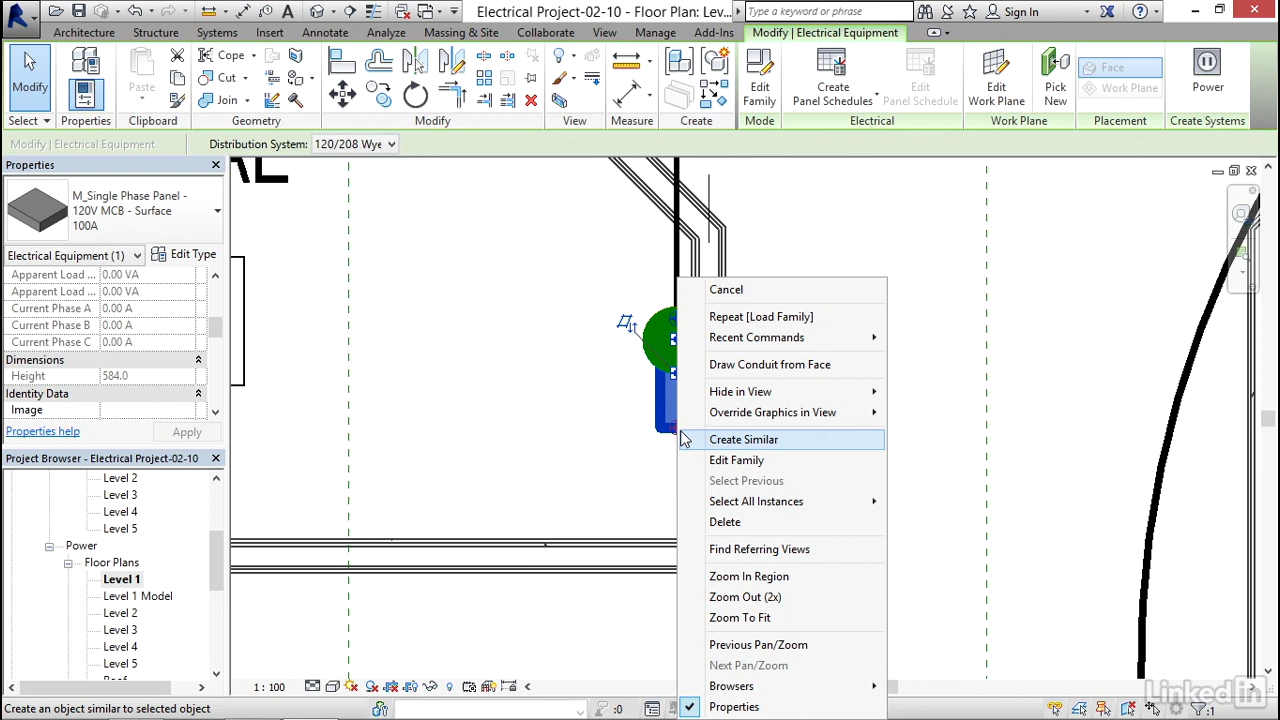 Electrical Project-02-10 - Floor Plan: Lev...
Type a keyword or phrase
Sign In
Architecture Structure Systems Insert Annotate Analyze Massing & Site Collaborate View Manage Add-Ins Modify | Electrical Equipment
Modify
Paste
Cope
Cut
Join
Edit Family
Create Panel Schedules
Edit Panel Schedule
Edit Work Plane
Pick New
Face
Work Plane
Power
Select Properties Clipboard Geometry Modify View Measure Create Mode Electrical Work Plane Placement Create Systems
Modify | Electrical Equipment
Distribution System: 120/208 Wye
Properties
M_Single Phase Panel -
120V MCB - Surface
100A
Electrical Equipment (1)
Edit Type
Apparent Load ... 0.00 VA
Apparent Load ... 0.00 VA
Current Phase A 0.00 A
Current Phase B 0.00 A
Current Phase C 0.00 A
Dimensions
Height 584.0
Identity Data
Image
Properties help
Apply
Project Browser - Electrical Project-02-10
Level 2
Level 3
Level 4
Level 5
Power
Floor Plans
Level 1
Level 1 Model
Level 2
Level 3
Level 4
Level 5
AL
Cancel
Repeat [Load Family]
Recent Commands
Draw Conduit from Face
Hide in View
Override Graphics in View
Create Similar
Edit Family
Select Previous
Select All Instances
Delete
Find Referring Views
Zoom In Region
Zoom Out (2x)
Zoom To Fit
Previous Pan/Zoom
Next Pan/Zoom
Browsers
Properties
1 : 100
Create an object similar to selected object
:0
:1
Linked in